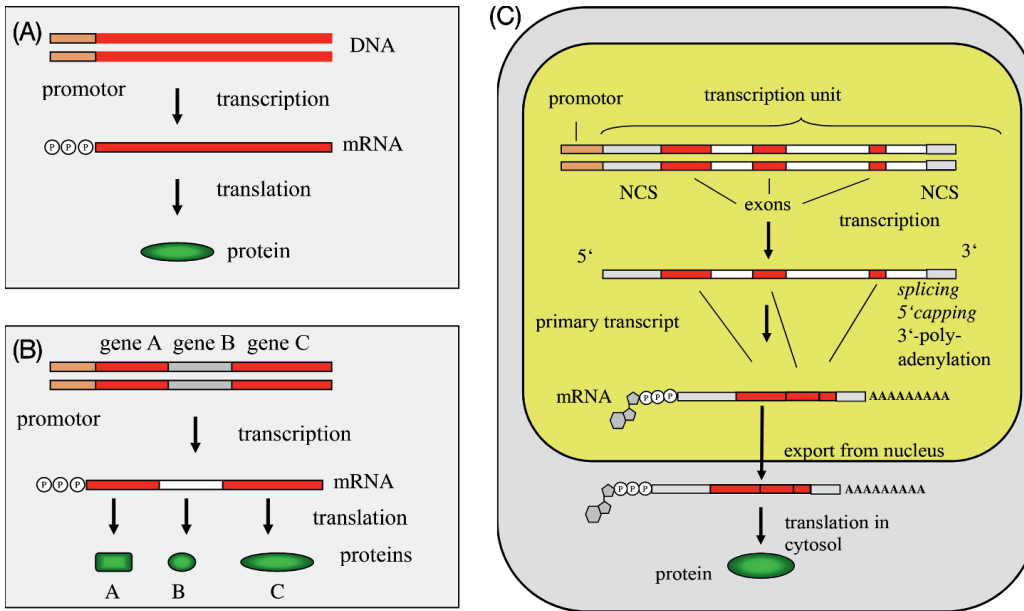 (A)
DNA
promotor
transcription
P P P
mRNA
translation
protein
(B)
gene A gene B gene C
promotor
transcription
P P P
mRNA
translation
proteins
A B C
(C)
transcription unit
promotor
NCS
NCS
exons
transcription
5‘
3‘
splicing
5‘capping
3‘-poly-
adenylation
primary transcript
mRNA
P P P
AAAAAAAAA
export from nucleus
P P P
AAAAAAAAA
translation in
cytosol
protein